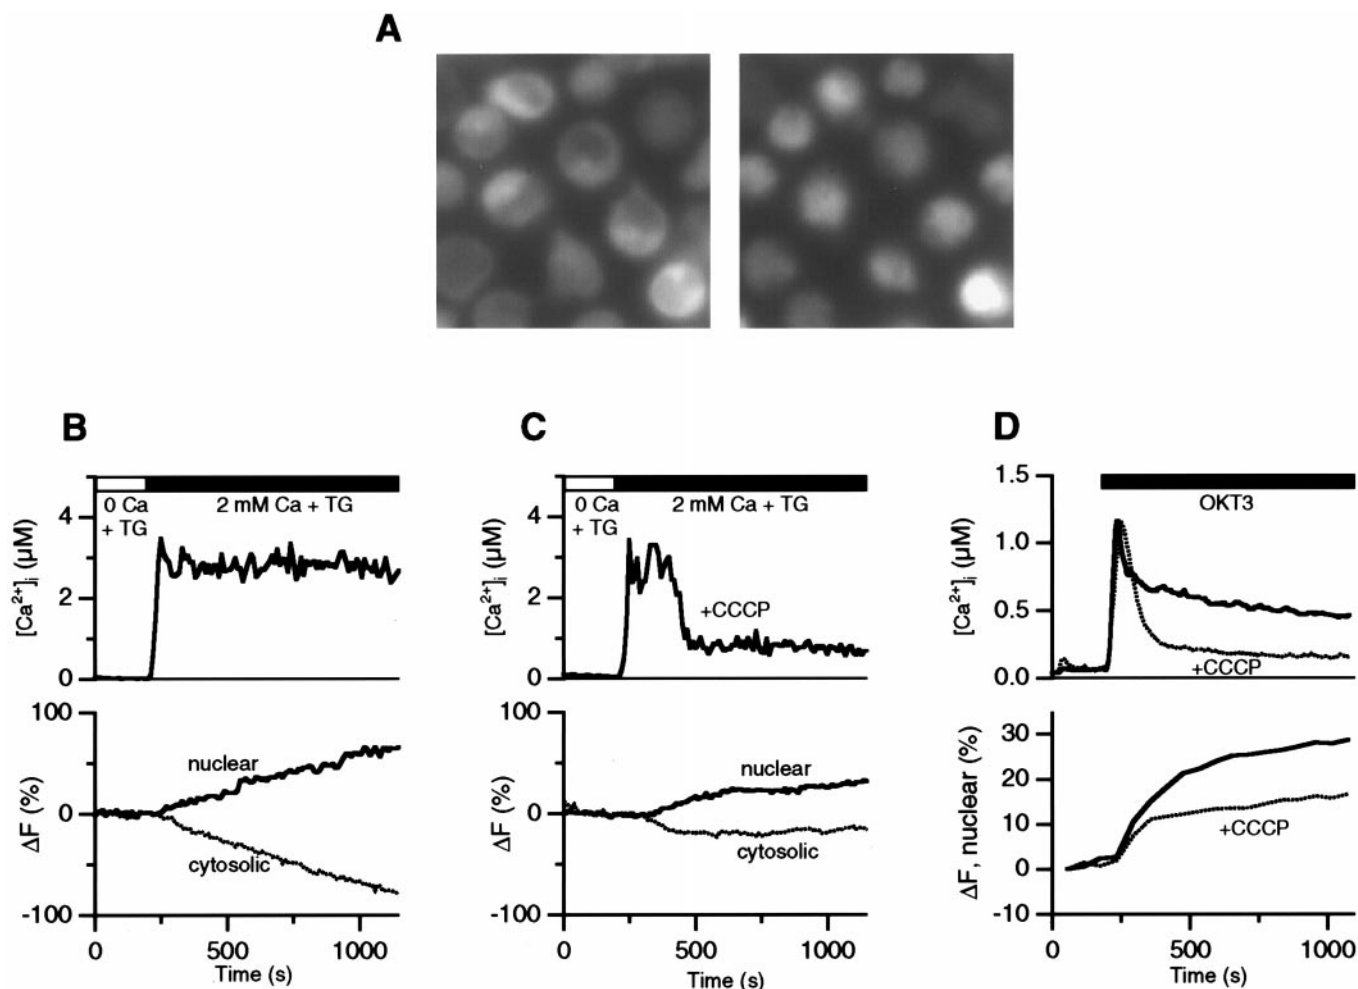 A
B
0 Ca
+ TG
2 mM Ca + TG
[Ca²⁺]ᵢ (µM)
4
2
0
100
0
-100
ΔF (%)
nuclear
cytosolic
0
500
1000
Time (s)
C
0 Ca
+ TG
2 mM Ca + TG
[Ca²⁺]ᵢ (µM)
4
2
0
+CCCP
100
0
-100
ΔF (%)
nuclear
cytosolic
0
500
1000
Time (s)
D
OKT3
[Ca²⁺]ᵢ (µM)
1.5
1.0
0.5
0.0
+CCCP
ΔF, nuclear (%)
30
20
10
0
-10
+CCCP
0
500
1000
Time (s)